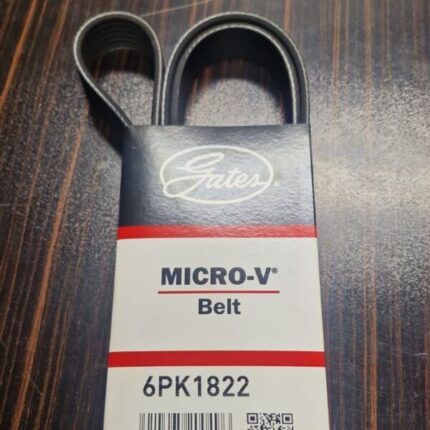 Gates®
MICRO-V®
Belt
6PK1822